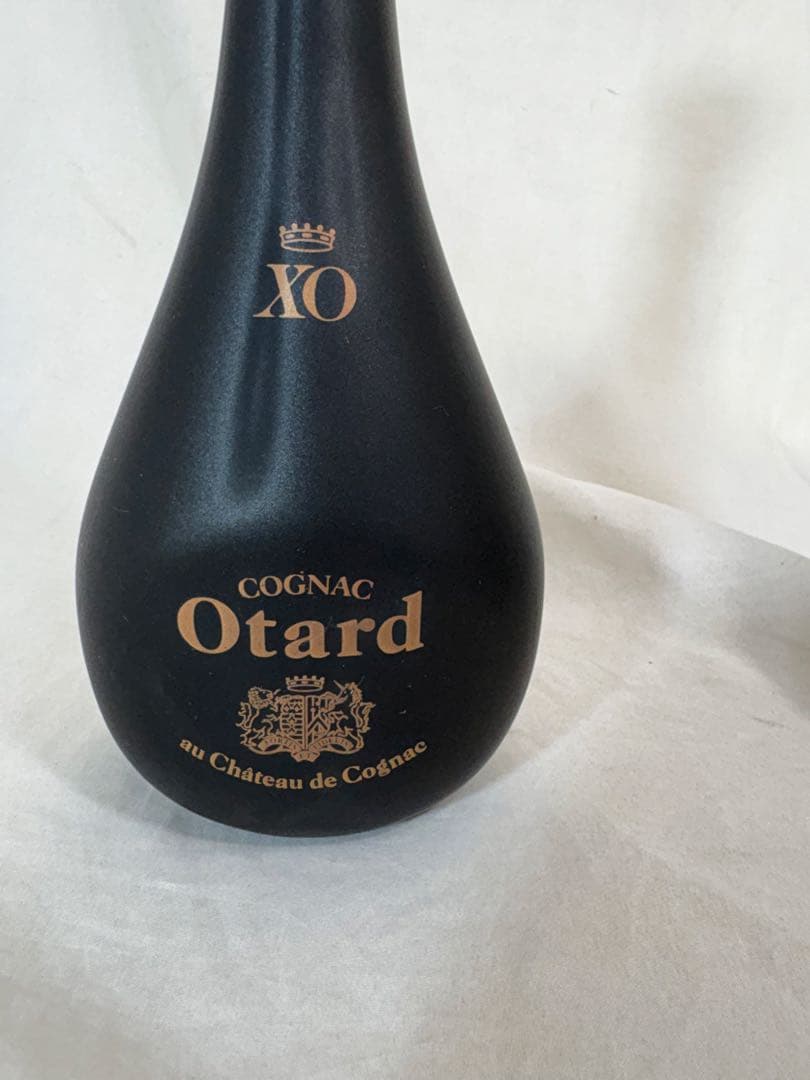 XO
COGNAC
Otard
au Château de Cognac